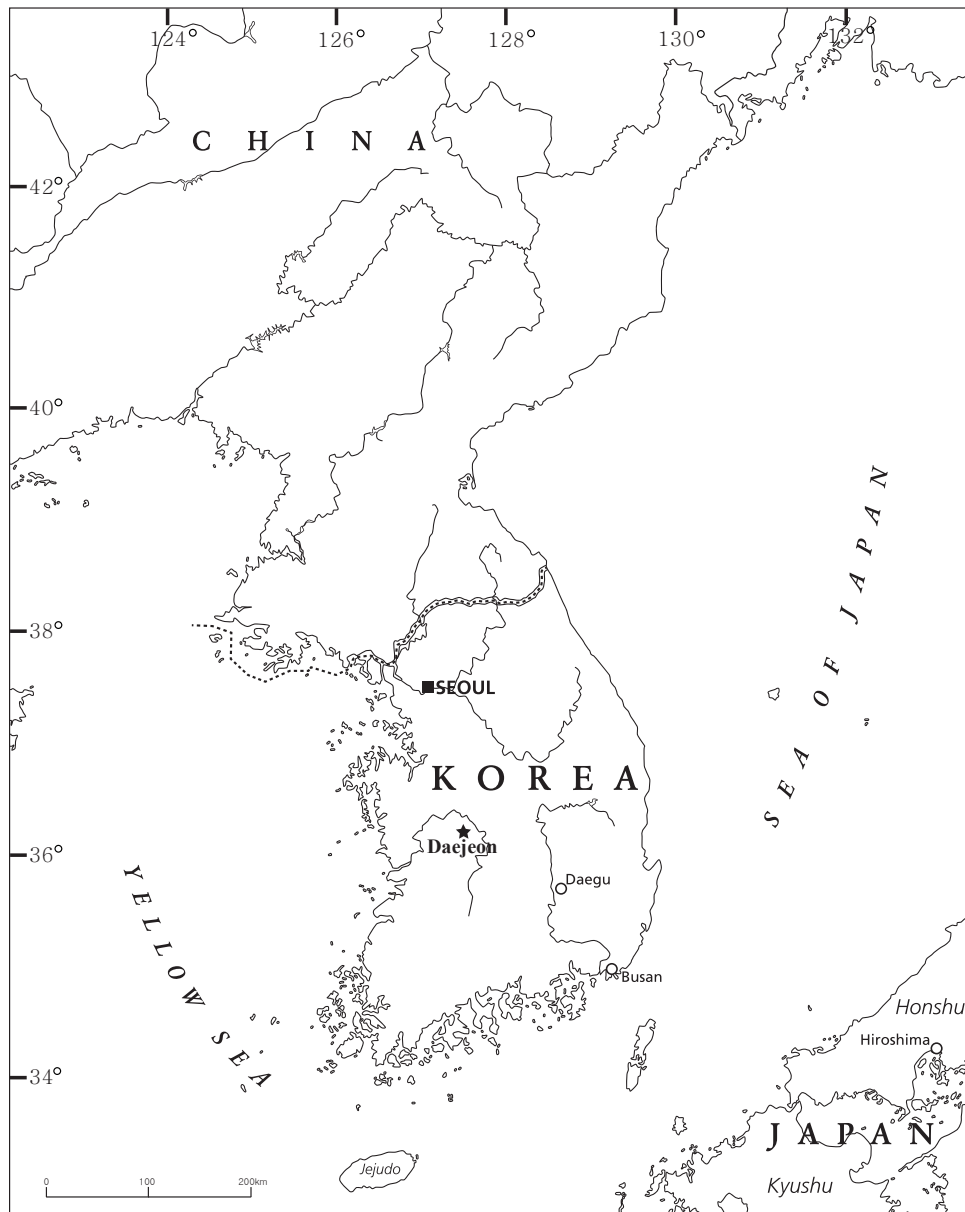 124° 126° 128° 130° 132°
C H I N A
42°
40°
SEA OF JAPAN
38°
SEOUL
KOREA
Daejeon
36°
Daegu
YELLOW SEA
Busan
Honshu
Hiroshima
34°
JAPAN
Jejudo
Kyushu
0 100 200km